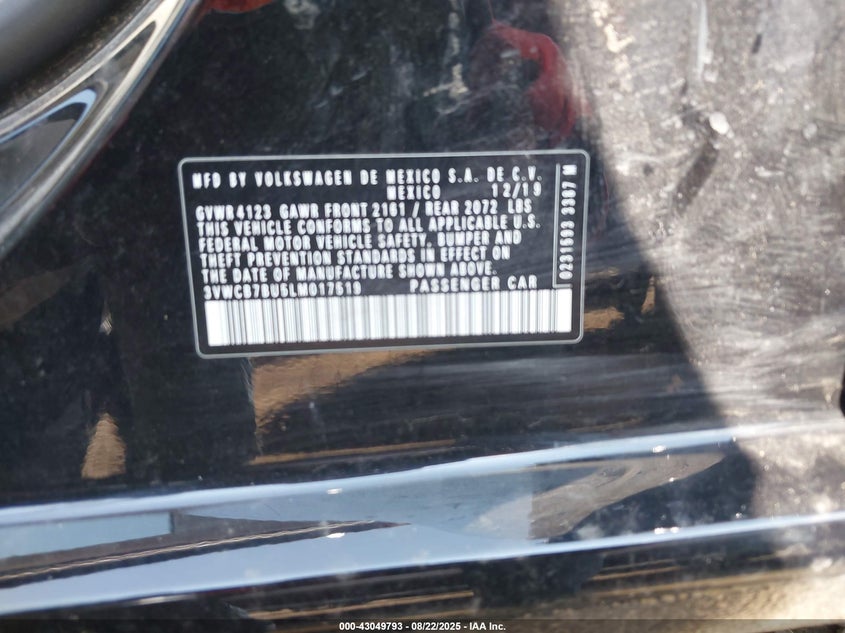 MFD BY VOLKSWAGEN DE MEXICO S.A. DE C.V.
MEXICO 12/19
GVWR4123 GAWR FRONT 2161 / REAR 2072 LBS
THIS VEHICLE CONFORMS TO ALL APPLICABLE U.S.
FEDERAL MOTOR VEHICLE SAFETY, BUMPER AND
THEFT PREVENTION STANDARDS IN EFFECT ON
THE DATE OF MANUFACTURE SHOWN ABOVE.
3VWCB7BU5LM017519 PASSENGER CAR
000-43049793 - 08/22/2025 - IAA Inc.